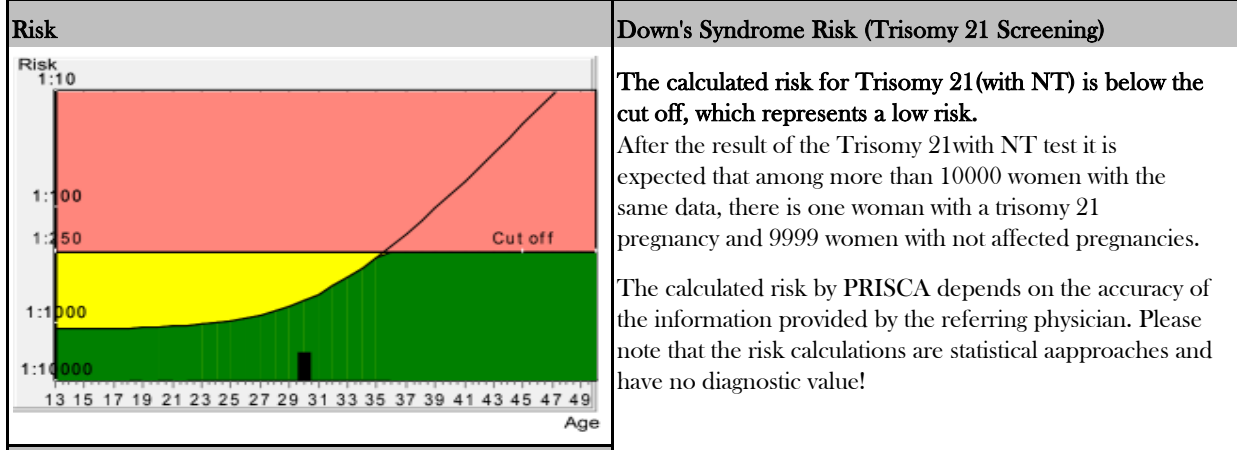 Risk
Risk
1:10
1:100
1:250
Cut off
1:1000
1:10000
13 15 17 19 21 23 25 27 29 31 33 35 37 39 41 43 45 47 49
Age
Down's Syndrome Risk (Trisomy 21 Screening)
The calculated risk for Trisomy 21(with NT) is below the
cut off, which represents a low risk.
After the result of the Trisomy 21with NT test it is
expected that among more than 10000 women with the
same data, there is one woman with a trisomy 21
pregnancy and 9999 women with not affected pregnancies.
The calculated risk by PRISCA depends on the accuracy of
the information provided by the referring physician. Please
note that the risk calculations are statistical aapproaches and
have no diagnostic value!